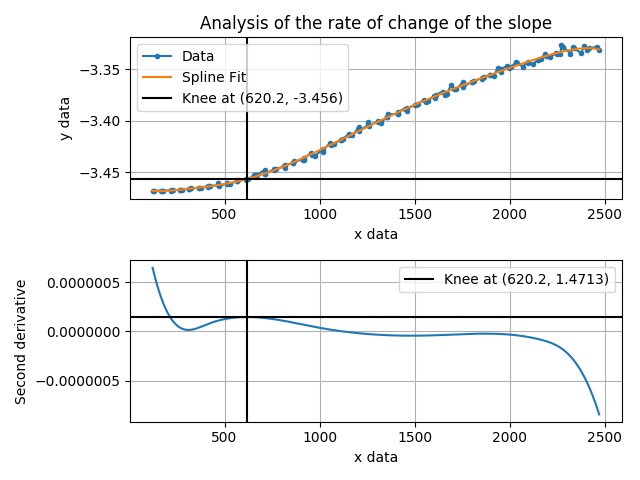 Analysis of the rate of change of the slope
Data
Spline Fit
Knee at (620.2, -3.456)
−3.35
−3.40
−3.45
y data
500
1000
1500
2000
2500
x data
Knee at (620.2, 1.4713)
0.0000005
0.0000000
−0.0000005
Second derivative
500
1000
1500
2000
2500
x data